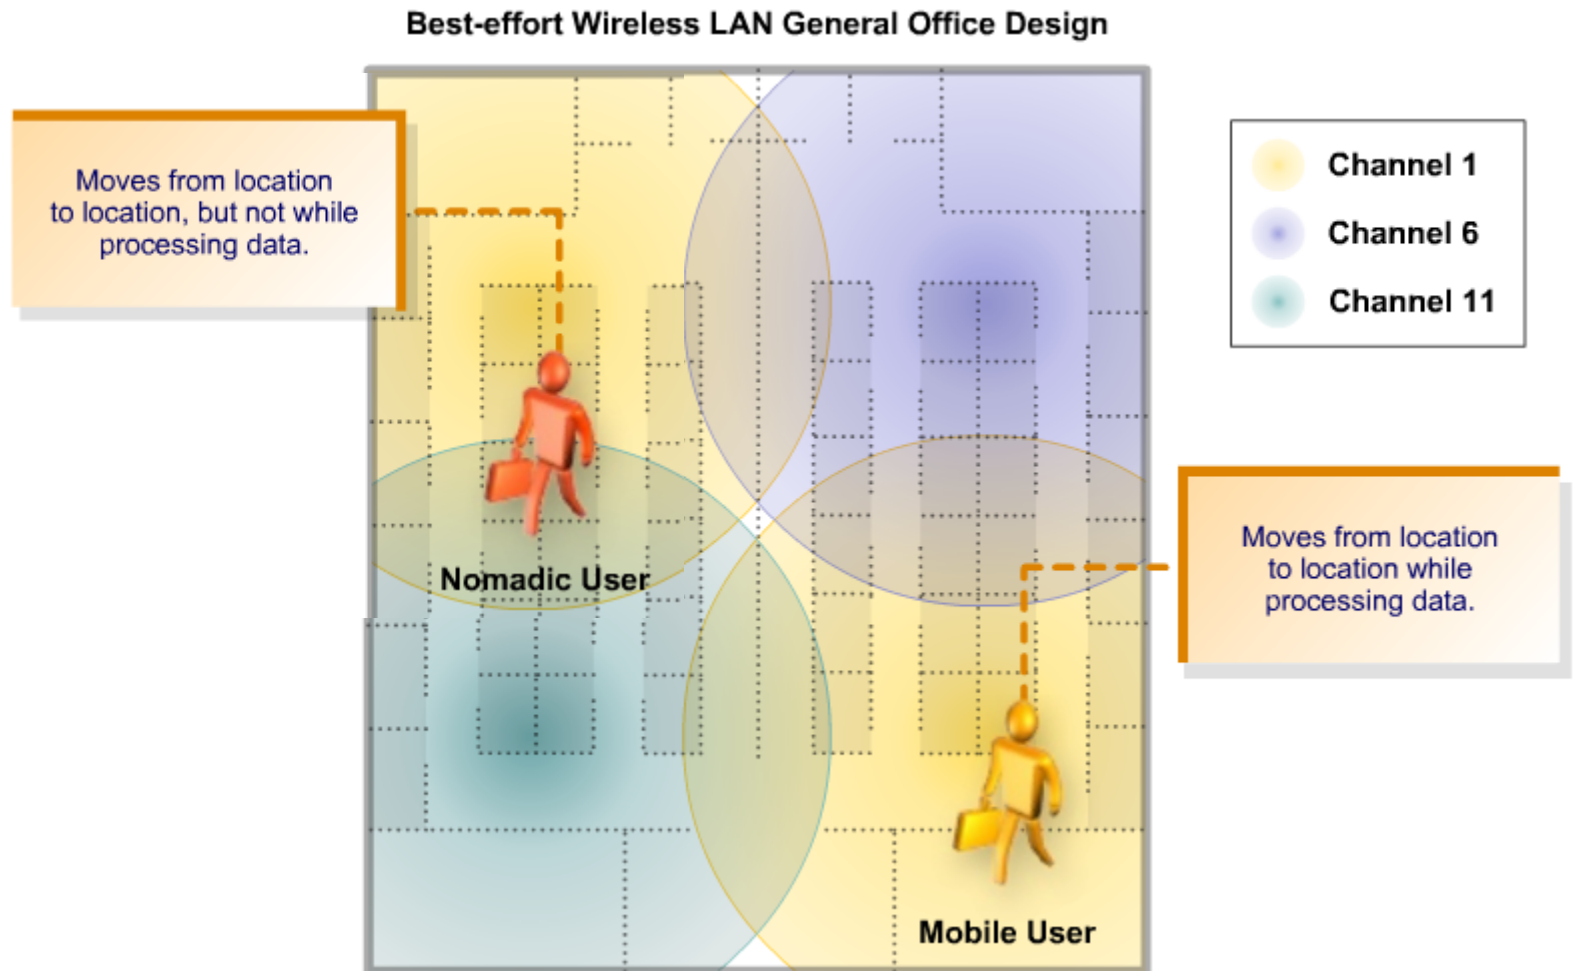 Best-effort Wireless LAN General Office Design
Moves from location
to location, but not while
processing data.
Channel 1
Channel 6
Channel 11
Nomadic User
Moves from location
to location while
processing data.
Mobile User